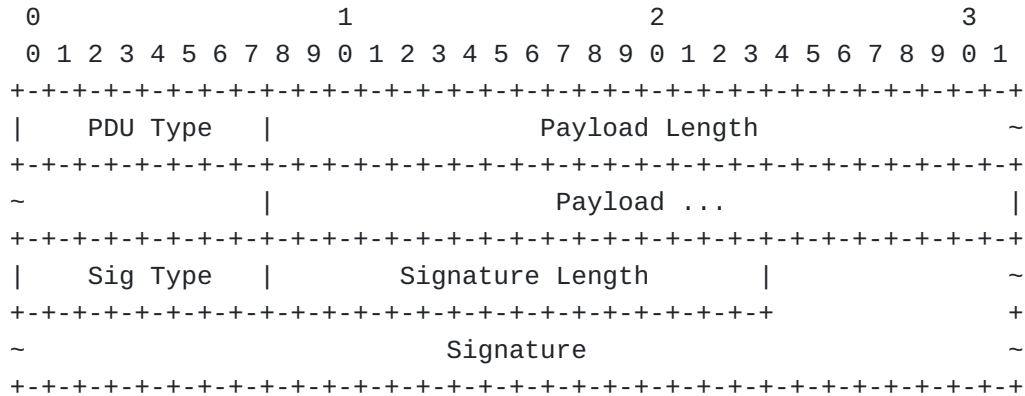 0                   1                   2                   3
 0 1 2 3 4 5 6 7 8 9 0 1 2 3 4 5 6 7 8 9 0 1 2 3 4 5 6 7 8 9 0 1
+-+-+-+-+-+-+-+-+-+-+-+-+-+-+-+-+-+-+-+-+-+-+-+-+-+-+-+-+-+-+-+-+
|    PDU Type   |                 Payload Length                ~
+-+-+-+-+-+-+-+-+-+-+-+-+-+-+-+-+-+-+-+-+-+-+-+-+-+-+-+-+-+-+-+-+
~               |                  Payload ...                  |
+-+-+-+-+-+-+-+-+-+-+-+-+-+-+-+-+-+-+-+-+-+-+-+-+-+-+-+-+-+-+-+-+
|    Sig Type   |        Signature Length       |               ~
+-+-+-+-+-+-+-+-+-+-+-+-+-+-+-+-+-+-+-+-+-+-+-+-+               +
~                           Signature                           ~
+-+-+-+-+-+-+-+-+-+-+-+-+-+-+-+-+-+-+-+-+-+-+-+-+-+-+-+-+-+-+-+-+